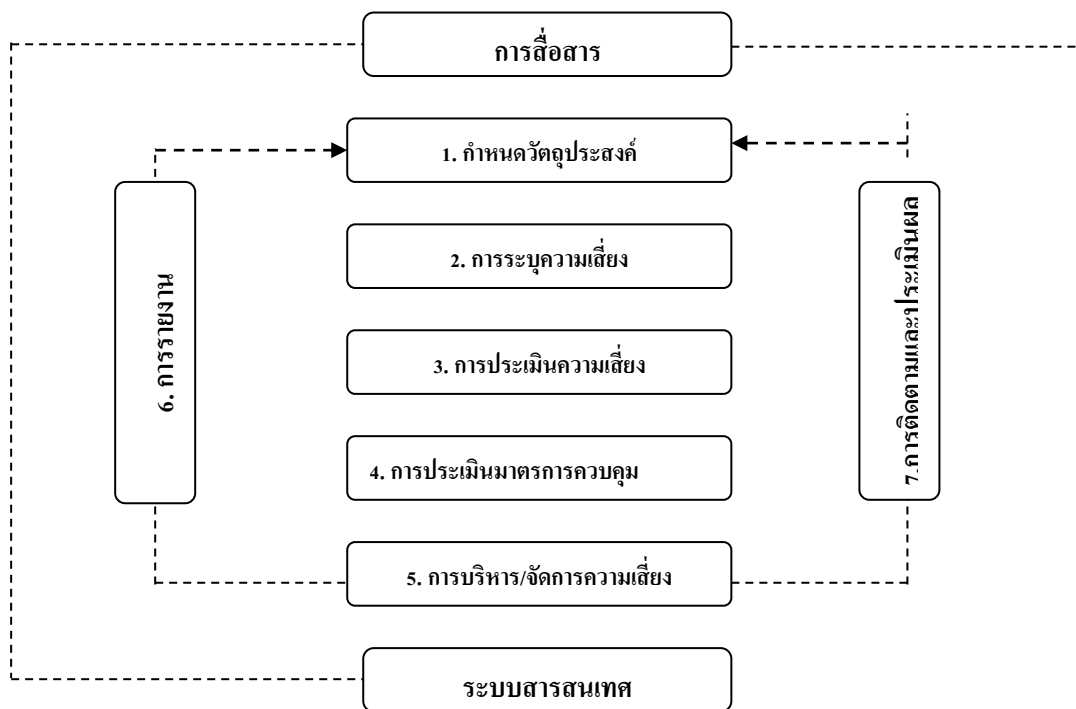 การสื่อสาร
1. กำหนดวัตถุประสงค์
2. การระบุความเสี่ยง
3. การประเมินความเสี่ยง
4. การประเมินมาตรการควบคุม
5. การบริหาร/จัดการความเสี่ยง
6. การรายงาน
7.การติดตามและประเมินผล
ระบบสารสนเทศ